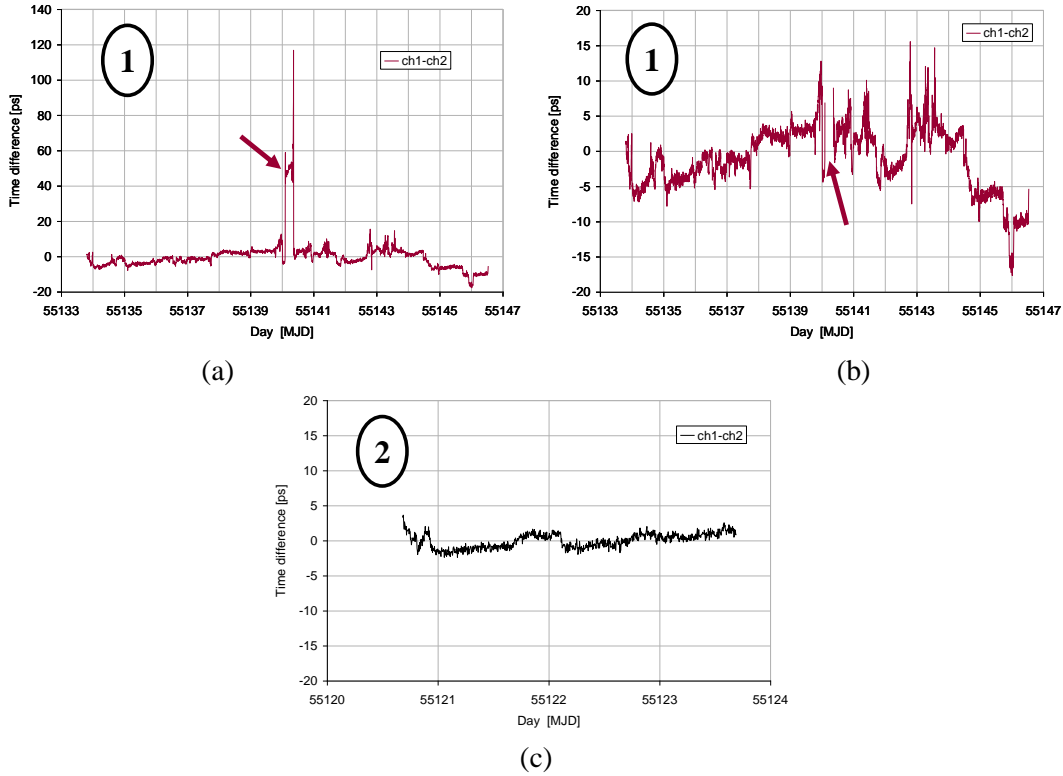 1
ch1-ch2
Time difference [ps]
140
120
100
80
60
40
20
0
-20
55133 55135 55137 55139 55141 55143 55145 55147
Day [MJD]
(a)
1
ch1-ch2
Time difference [ps]
20
15
10
5
0
-5
-10
-15
-20
55133 55135 55137 55139 55141 55143 55145 55147
Day [MJD]
(b)
2
ch1-ch2
Time difference [ps]
20
15
10
5
0
-5
-10
-15
-20
55120 55121 55122 55123 55124
Day [MJD]
(c)